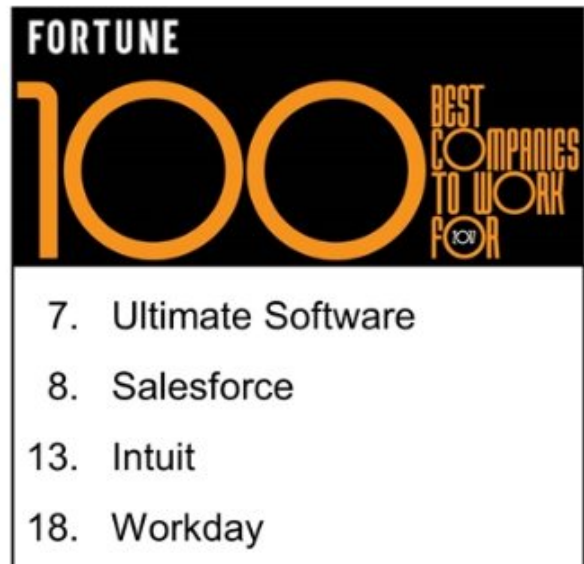 FORTUNE
100
BEST
COMPANIES
TO WORK
FOR
7. Ultimate Software
8. Salesforce
13. Intuit
18. Workday